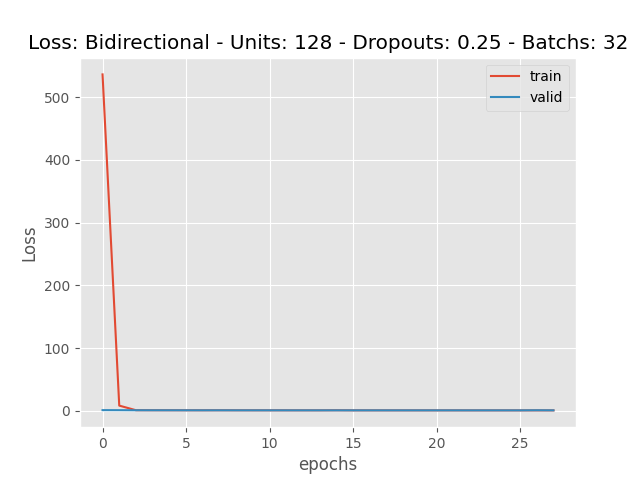 Loss: Bidirectional - Units: 128 - Dropouts: 0.25 - Batchs: 32
train
valid
500
400
300
200
100
0
Loss
0 5 10 15 20 25
epochs